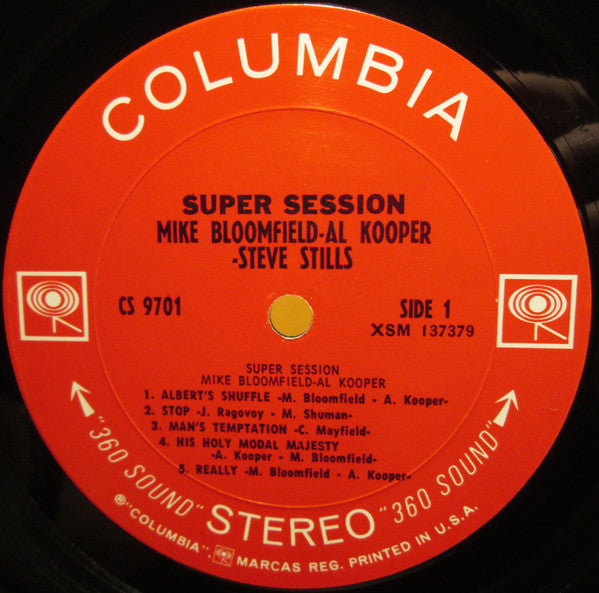 COLUMBIA
SUPER SESSION
MIKE BLOOMFIELD-AL KOOPER
-STEVE STILLS
CS 9701
SIDE 1
XSM 137379
SUPER SESSION
MIKE BLOOMFIELD-AL KOOPER
1. ALBERT'S SHUFFLE -M. Bloomfield - A. Kooper-
2. STOP -J. Ragovoy - M. Shuman-
3. MAN'S TEMPTATION -C. Mayfield-
4. HIS HOLY MODAL MAJESTY
-A. Kooper - M. Bloomfield-
5. REALLY -M. Bloomfield - A. Kooper-
"360 SOUND" STEREO "360 SOUND"
®"COLUMBIA", MARCAS REG. PRINTED IN U.S.A.